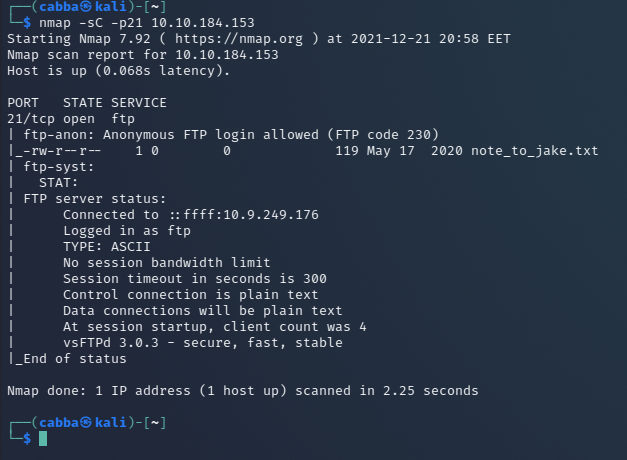 ┌──(cabba㉿kali)-[~]
└─$ nmap -sC -p21 10.10.184.153
Starting Nmap 7.92 ( https://nmap.org ) at 2021-12-21 20:58 EET
Nmap scan report for 10.10.184.153
Host is up (0.068s latency).

PORT   STATE SERVICE
21/tcp open  ftp
| ftp-anon: Anonymous FTP login allowed (FTP code 230)
|_-rw-r--r--    1 0        0             119 May 17  2020 note_to_jake.txt
| ftp-syst:
|   STAT:
| FTP server status:
|      Connected to ::ffff:10.9.249.176
|      Logged in as ftp
|      TYPE: ASCII
|      No session bandwidth limit
|      Session timeout in seconds is 300
|      Control connection is plain text
|      Data connections will be plain text
|      At session startup, client count was 4
|      vsFTPd 3.0.3 - secure, fast, stable
|_End of status

Nmap done: 1 IP address (1 host up) scanned in 2.25 seconds

┌──(cabba㉿kali)-[~]
└─$